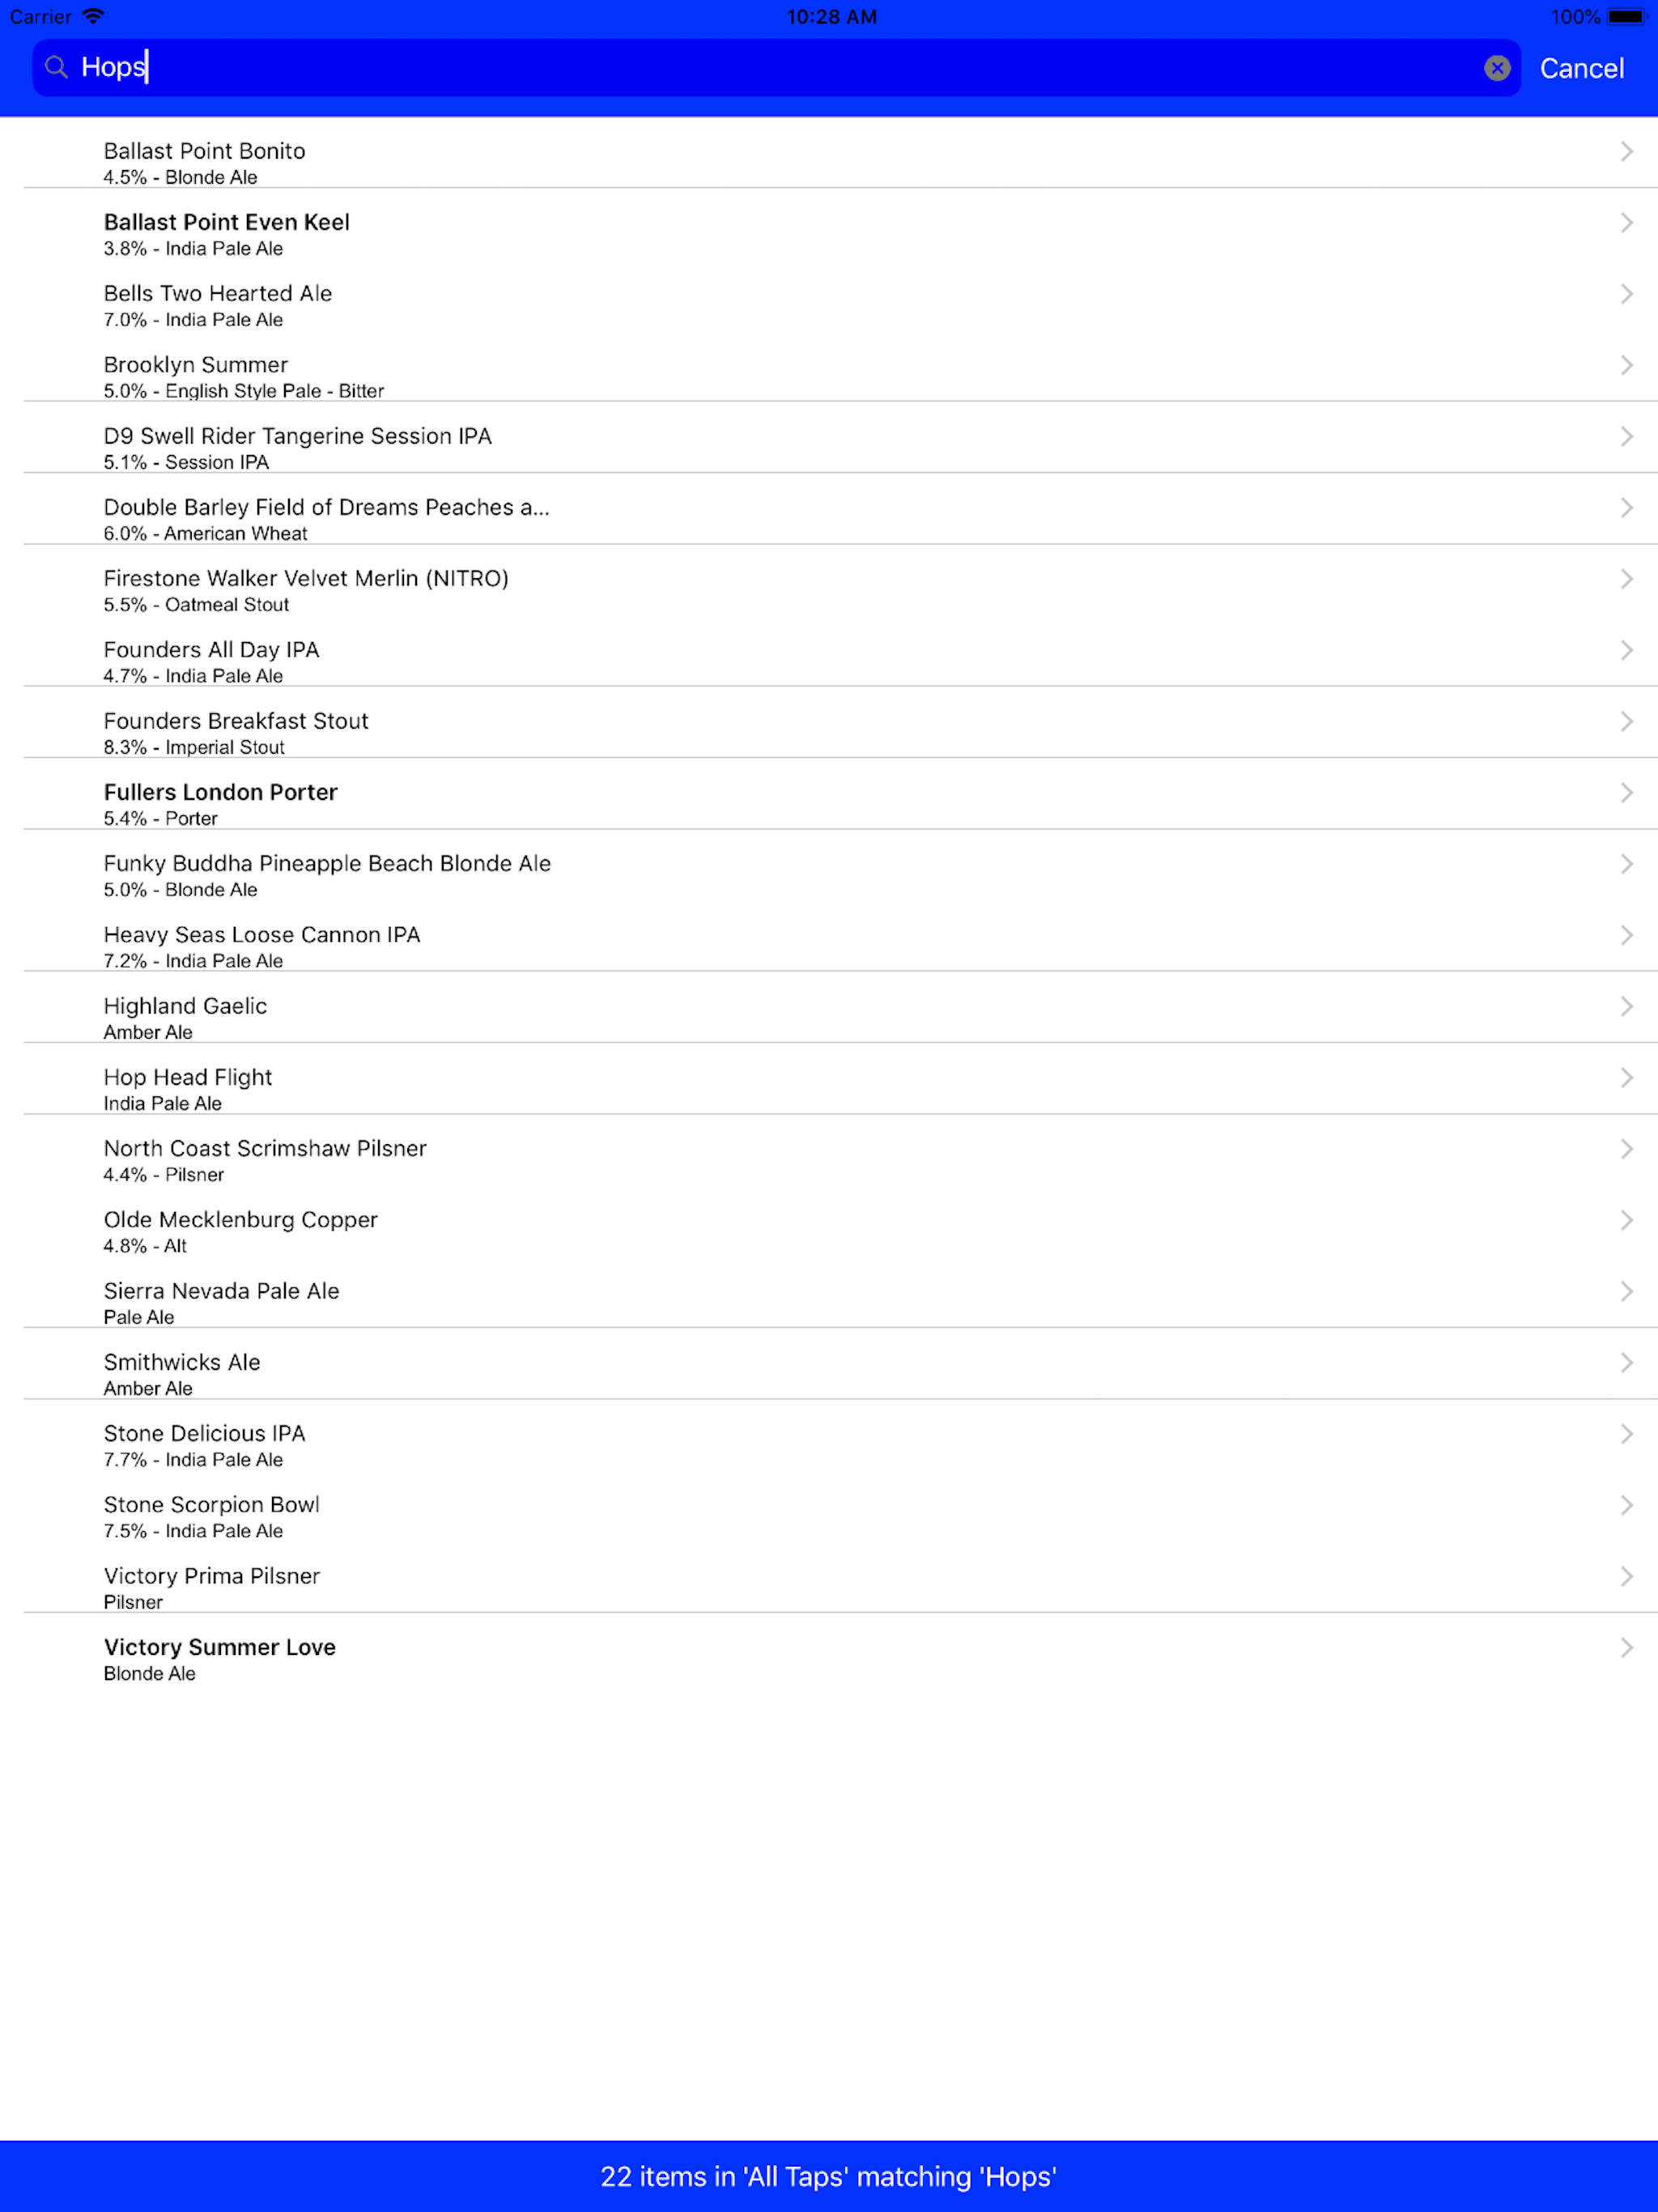 Carrier 10:28 AM 100%
Hops Cancel
Ballast Point Bonito
4.5% - Blonde Ale
Ballast Point Even Keel
3.8% - India Pale Ale
Bells Two Hearted Ale
7.0% - India Pale Ale
Brooklyn Summer
5.0% - English Style Pale - Bitter
D9 Swell Rider Tangerine Session IPA
5.1% - Session IPA
Double Barley Field of Dreams Peaches a...
6.0% - American Wheat
Firestone Walker Velvet Merlin (NITRO)
5.5% - Oatmeal Stout
Founders All Day IPA
4.7% - India Pale Ale
Founders Breakfast Stout
8.3% - Imperial Stout
Fullers London Porter
5.4% - Porter
Funky Buddha Pineapple Beach Blonde Ale
5.0% - Blonde Ale
Heavy Seas Loose Cannon IPA
7.2% - India Pale Ale
Highland Gaelic
Amber Ale
Hop Head Flight
India Pale Ale
North Coast Scrimshaw Pilsner
4.4% - Pilsner
Olde Mecklenburg Copper
4.8% - Alt
Sierra Nevada Pale Ale
Pale Ale
Smithwicks Ale
Amber Ale
Stone Delicious IPA
7.7% - India Pale Ale
Stone Scorpion Bowl
7.5% - India Pale Ale
Victory Prima Pilsner
Pilsner
Victory Summer Love
Blonde Ale
22 items in 'All Taps' matching 'Hops'